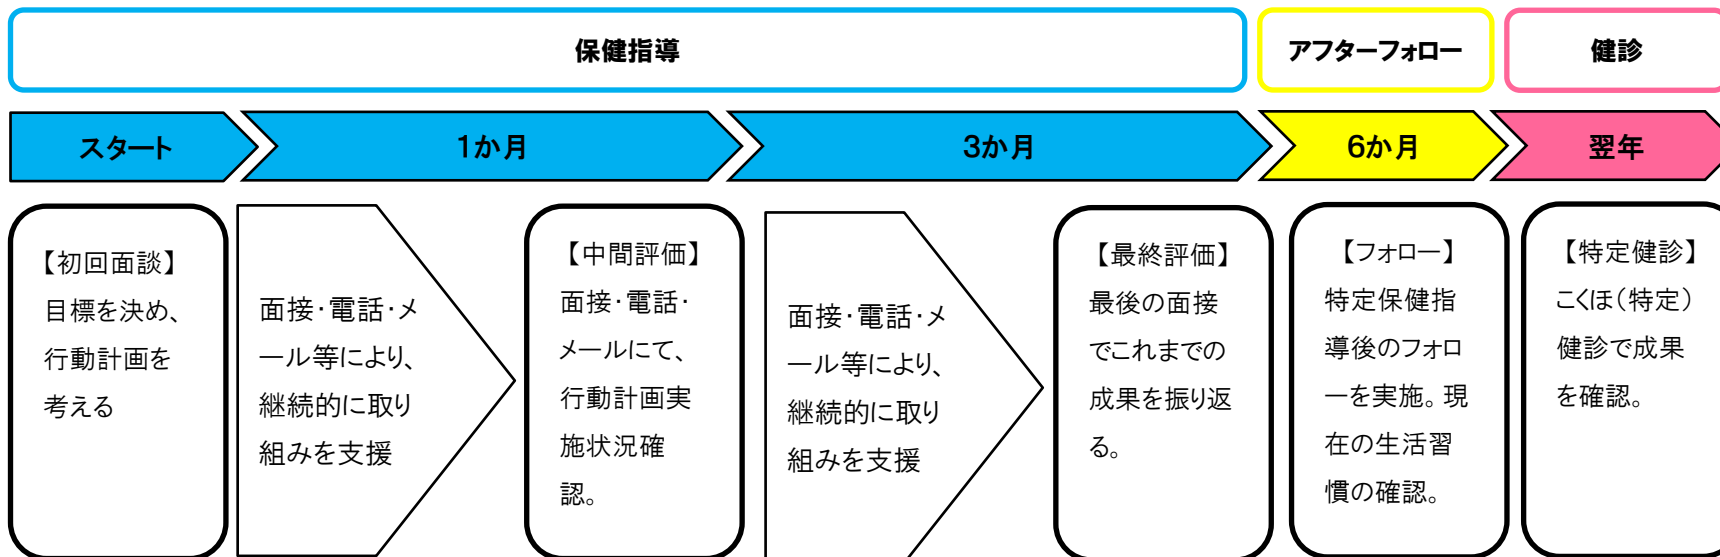 保健指導
アフターフォロー
健診
スタート
1か月
3か月
6か月
翌年
【初回面談】
目標を決め、
行動計画を
考える
面接・電話・メ
ール等により、
継続的に取り
組みを支援
【中間評価】
面接・電話・
メールにて、
行動計画実
施状況確
認。
面接・電話・メ
ール等により、
継続的に取り
組みを支援
【最終評価】
最後の面接
でこれまでの
成果を振り返
る。
【フォロー】
特定保健指
導後のフォロ
ーを実施。現
在の生活習
慣の確認。
【特定健診】
こくほ(特定)
健診で成果
を確認。